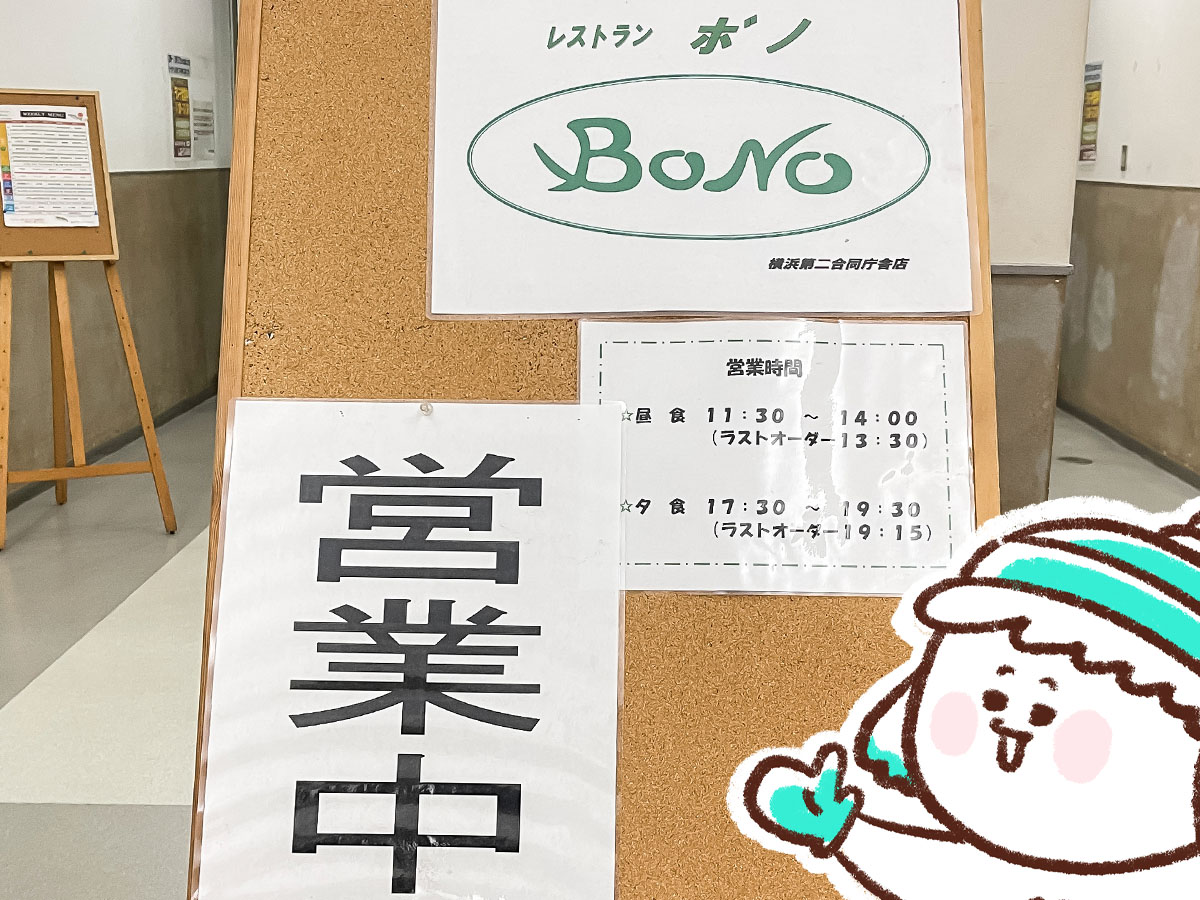 レストラン ボノ
BONO
横浜第二合同庁舎店
営業時間
☆昼 食 11:30 ~ 14:00
(ラストオーダー13:30)
☆夕 食 17:30 ~ 19:30
(ラストオーダー19:15)
営業中
WEEKLY MENU